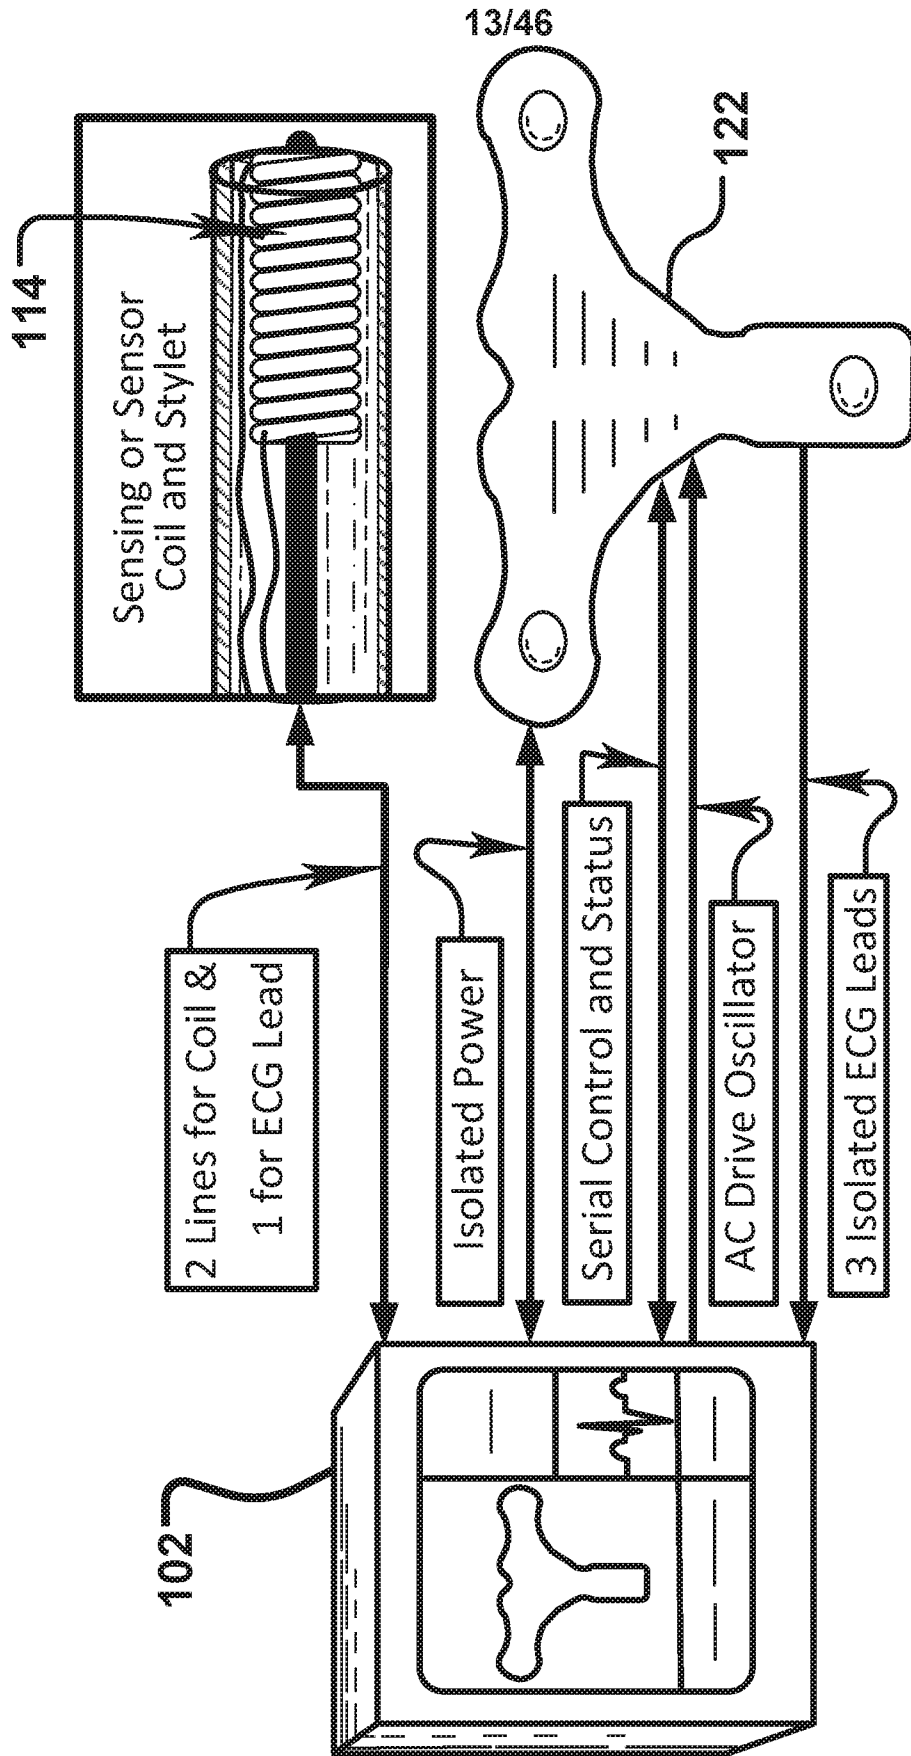 13/46
114
Sensing or Sensor
Coil and Stylet
122
2 Lines for Coil &
1 for ECG Lead
Isolated Power
Serial Control and Status
AC Drive Oscillator
3 Isolated ECG Leads
102